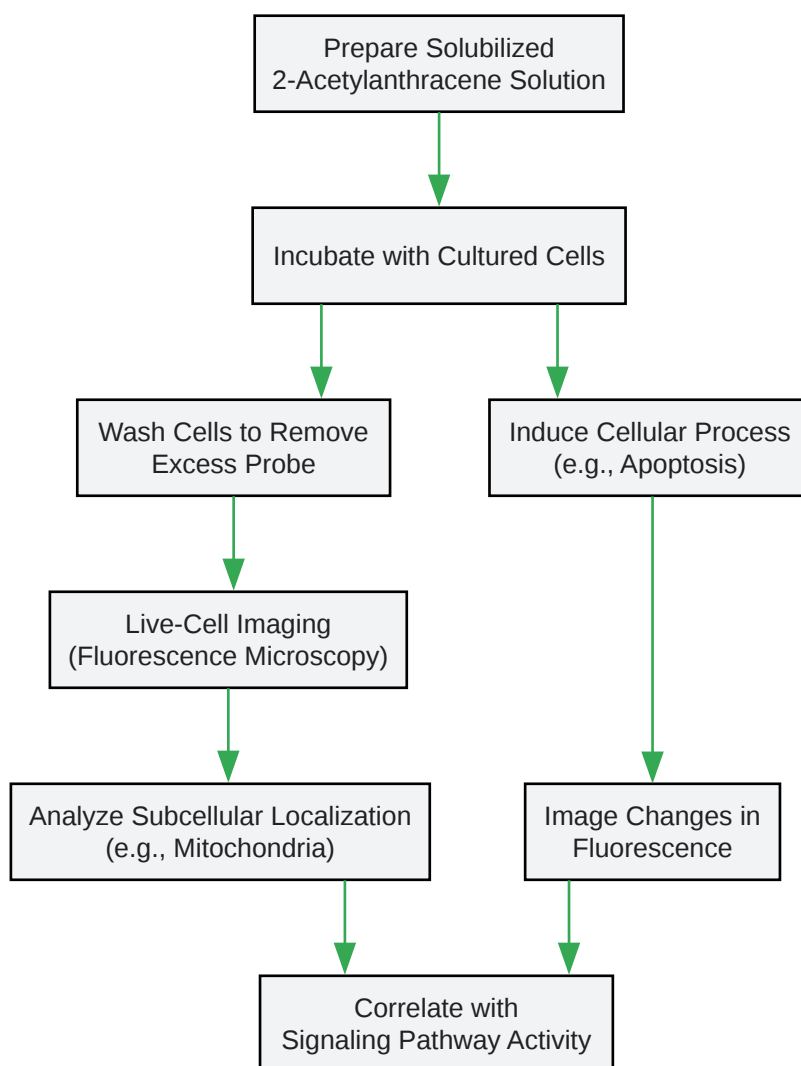 Prepare Solubilized
2-Acetylanthracene Solution
Incubate with Cultured Cells
Wash Cells to Remove
Excess Probe
Induce Cellular Process
(e.g., Apoptosis)
Live-Cell Imaging
(Fluorescence Microscopy)
Analyze Subcellular Localization
(e.g., Mitochondria)
Image Changes in
Fluorescence
Correlate with
Signaling Pathway Activity